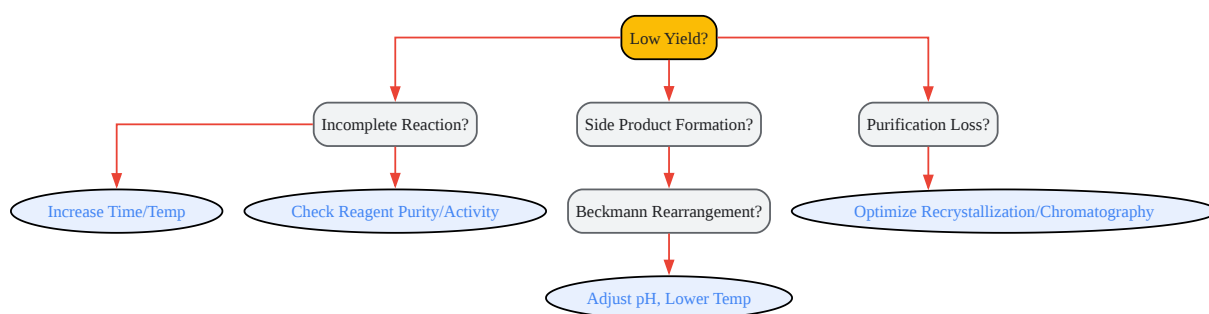 Low Yield?
Incomplete Reaction?
Side Product Formation?
Purification Loss?
Increase Time/Temp
Check Reagent Purity/Activity
Beckmann Rearrangement?
Optimize Recrystallization/Chromatography
Adjust pH, Lower Temp